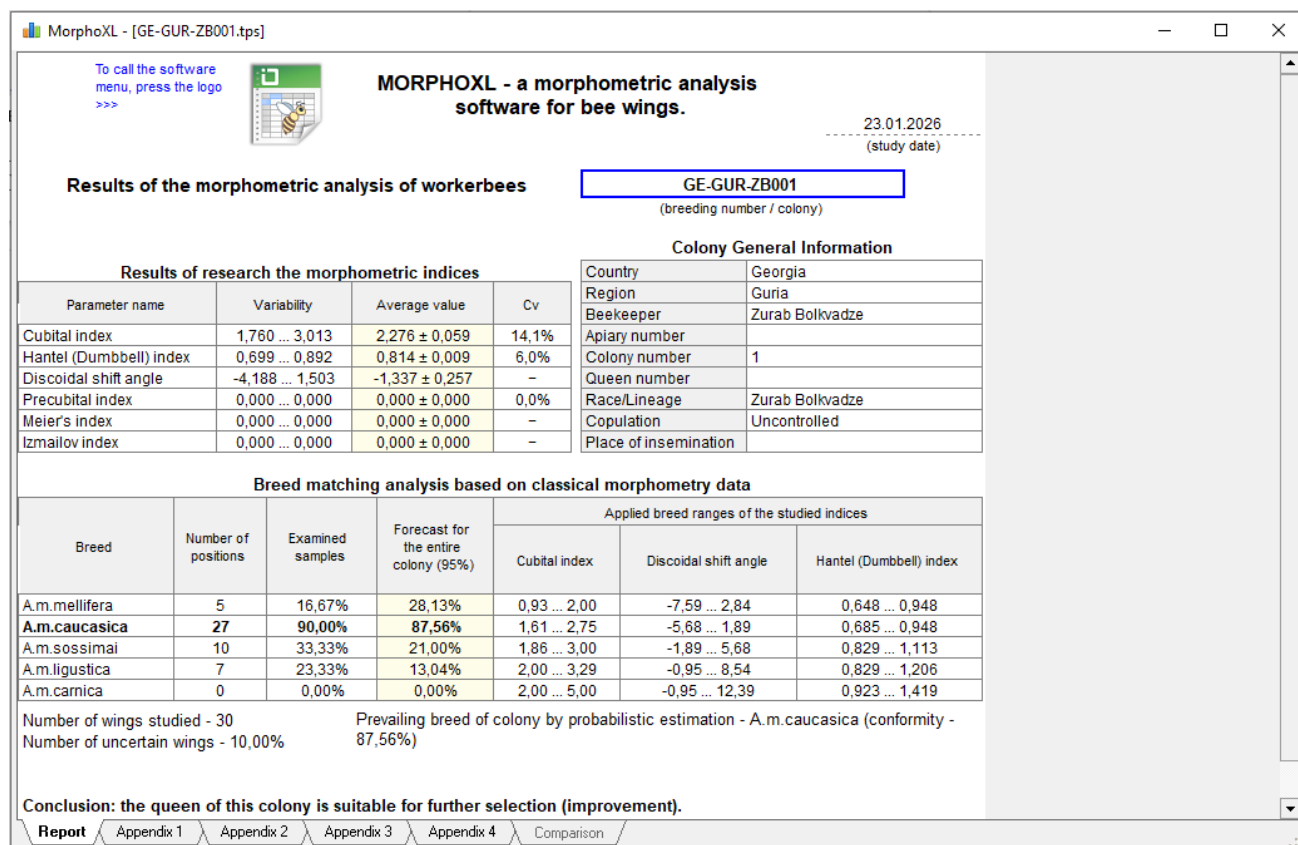 MorphoXL - [GE-GUR-ZB001.tps]
To call the software
menu, press the logo
>>>
MORPHOXL - a morphometric analysis
software for bee wings.
23.01.2026
(study date)
Results of the morphometric analysis of workerbees
GE-GUR-ZB001
(breeding number / colony)
Colony General Information
Country Georgia
Region Guria
Beekeeper Zurab Bolkvadze
Apiary number
Colony number 1
Queen number
Race/Lineage Zurab Bolkvadze
Copulation Uncontrolled
Place of insemination
Results of research the morphometric indices
Parameter name Variability Average value Cv
Cubital index 1,760 ... 3,013 2,276 ± 0,059 14,1%
Hantel (Dumbbell) index 0,699 ... 0,892 0,814 ± 0,009 6,0%
Discoidal shift angle -4,188 ... 1,503 -1,337 ± 0,257 –
Precubital index 0,000 ... 0,000 0,000 ± 0,000 0,0%
Meier's index 0,000 ... 0,000 0,000 ± 0,000 –
Izmailov index 0,000 ... 0,000 0,000 ± 0,000 –
Breed matching analysis based on classical morphometry data
Breed
Number of
positions
Examined
samples
Forecast for
the entire
colony (95%)
Applied breed ranges of the studied indices
Cubital index Discoidal shift angle Hantel (Dumbbell) index
A.m.mellifera 5 16,67% 28,13% 0,93 ... 2,00 -7,59 ... 2,84 0,648 ... 0,948
A.m.caucasica 27 90,00% 87,56% 1,61 ... 2,75 -5,68 ... 1,89 0,685 ... 0,948
A.m.sossimai 10 33,33% 21,00% 1,86 ... 3,00 -1,89 ... 5,68 0,829 ... 1,113
A.m.ligustica 7 23,33% 13,04% 2,00 ... 3,29 -0,95 ... 8,54 0,829 ... 1,206
A.m.carnica 0 0,00% 0,00% 2,00 ... 5,00 -0,95 ... 12,39 0,923 ... 1,419
Number of wings studied - 30
Number of uncertain wings - 10,00%
Prevailing breed of colony by probabilistic estimation - A.m.caucasica (conformity -
87,56%)
Conclusion: the queen of this colony is suitable for further selection (improvement).
Report Appendix 1 Appendix 2 Appendix 3 Appendix 4 Comparison